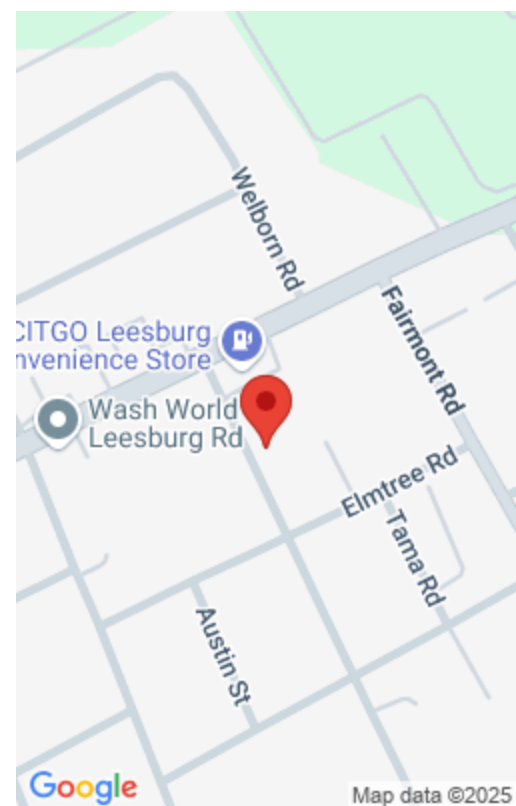 Welborn Rd
CITGO Leesburg
nvenience Store
Fairmont Rd
Wash World
Leesburg Rd
Elmtree Rd
Tama Rd
Austin St
Google
Map data ©2025